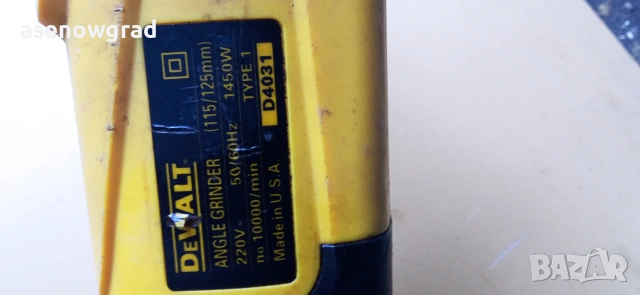 asenowgrad
DEWALT
ANGLE GRINDER (115/125mm)
220V~ 50/60Hz 1450W
no 10000/min TYPE 1
Made in U.S.A. D4031
BAZAR